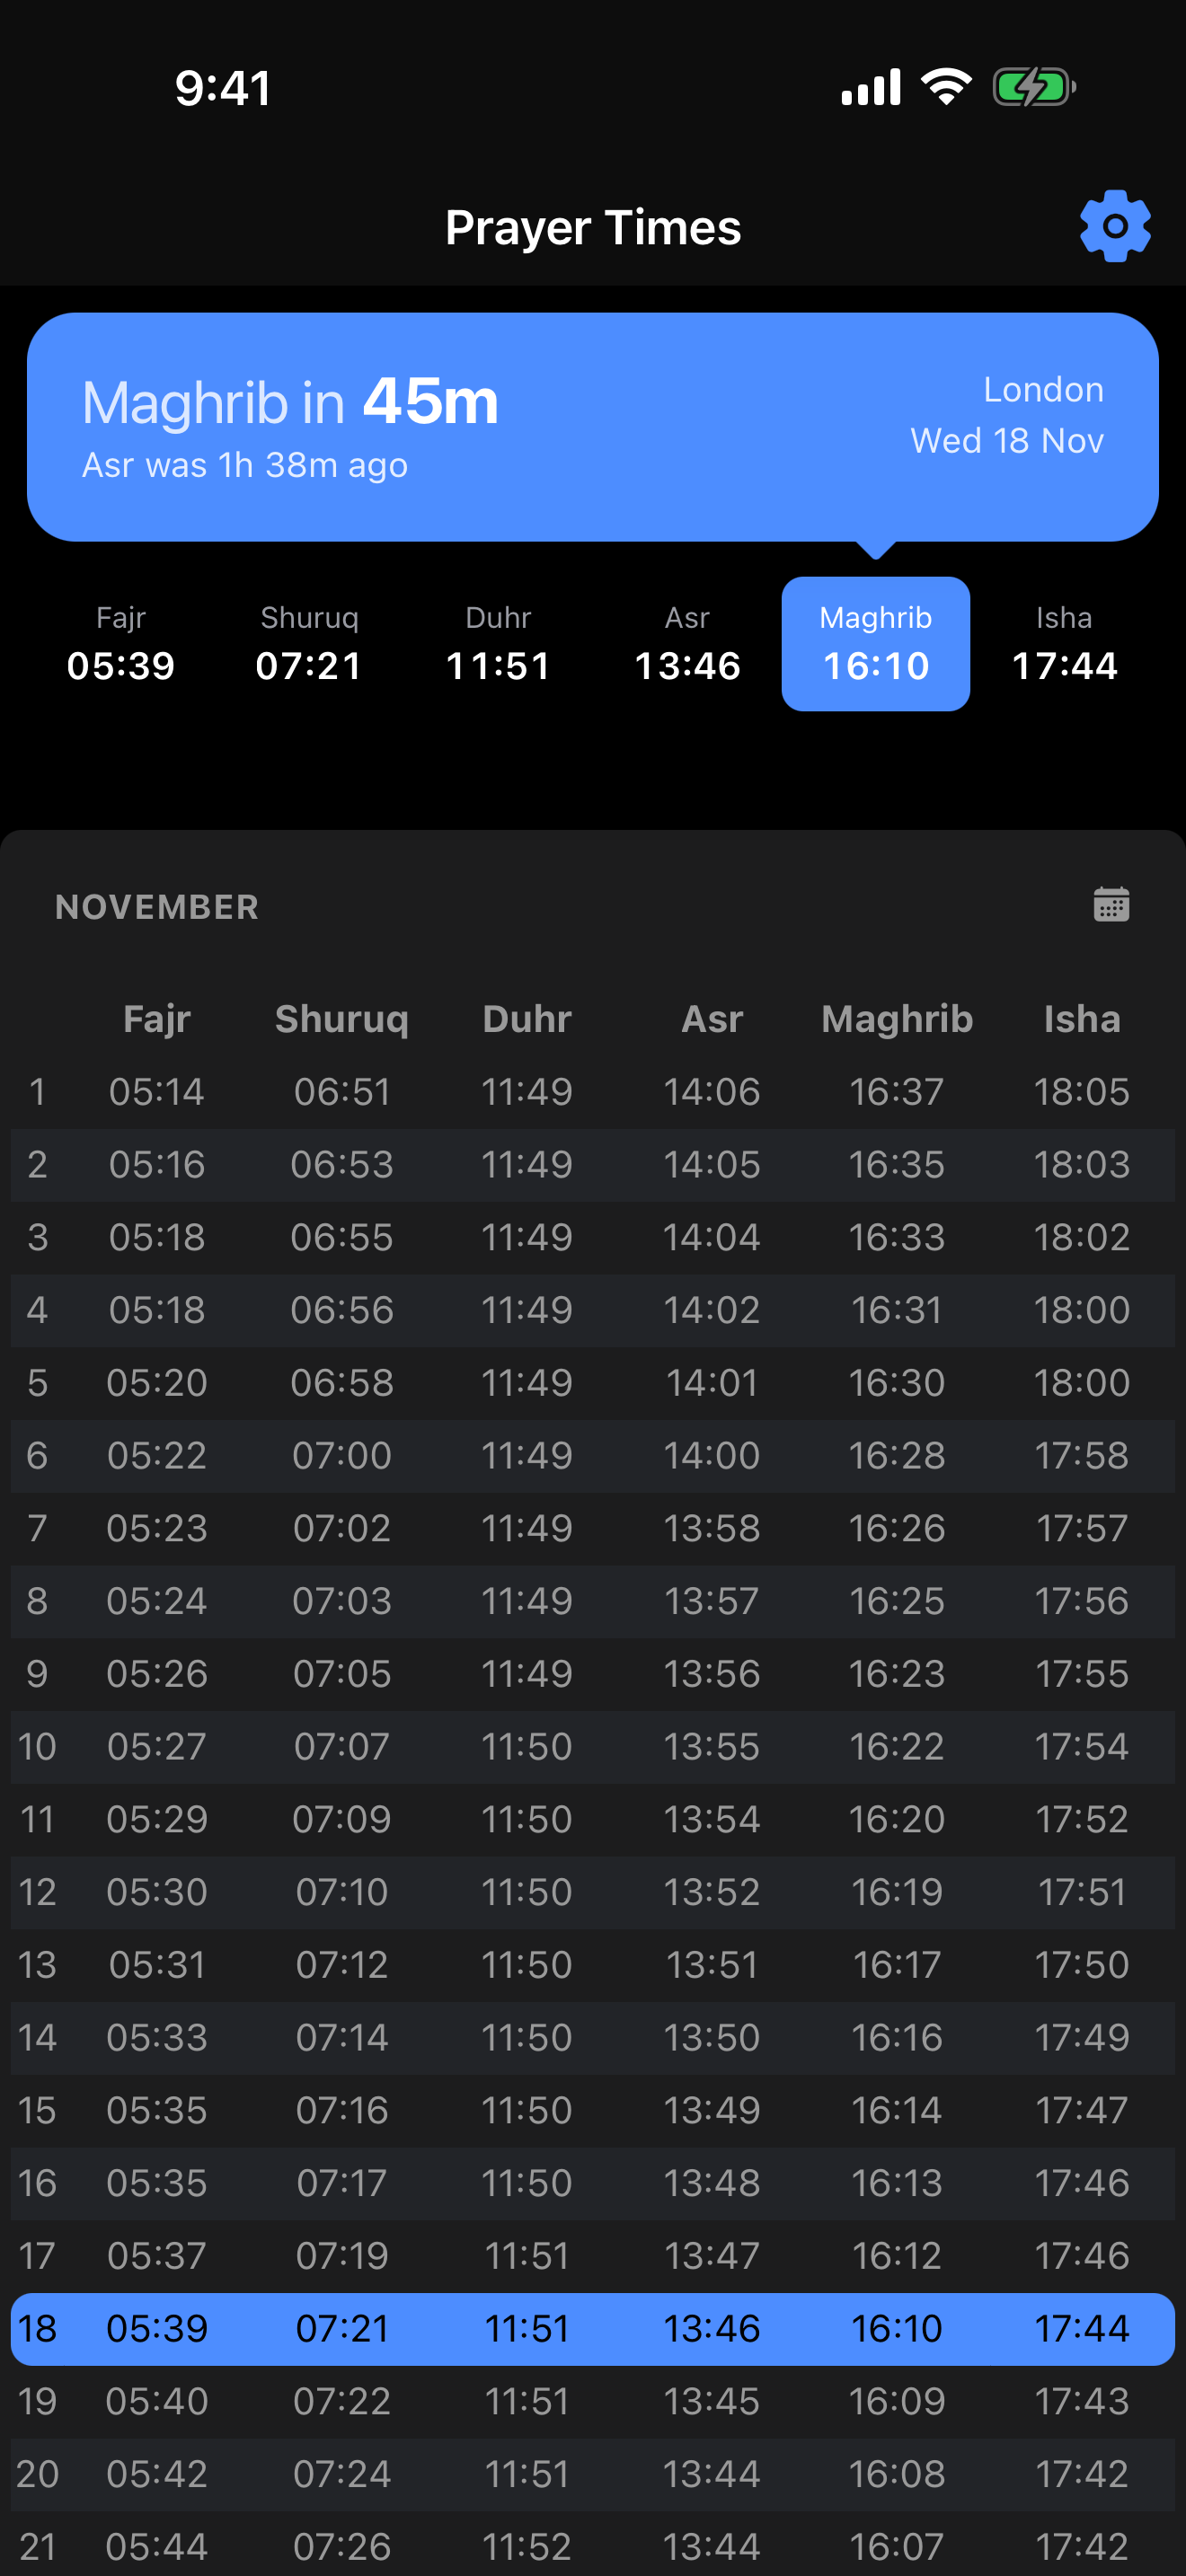 9:41
Prayer Times
Maghrib in 45m
Asr was 1h 38m ago
London
Wed 18 Nov
Fajr Shuruq Duhr Asr Maghrib Isha
05:39 07:21 11:51 13:46 16:10 17:44
NOVEMBER
Fajr Shuruq Duhr Asr Maghrib Isha
1 05:14 06:51 11:49 14:06 16:37 18:05
2 05:16 06:53 11:49 14:05 16:35 18:03
3 05:18 06:55 11:49 14:04 16:33 18:02
4 05:18 06:56 11:49 14:02 16:31 18:00
5 05:20 06:58 11:49 14:01 16:30 18:00
6 05:22 07:00 11:49 14:00 16:28 17:58
7 05:23 07:02 11:49 13:58 16:26 17:57
8 05:24 07:03 11:49 13:57 16:25 17:56
9 05:26 07:05 11:49 13:56 16:23 17:55
10 05:27 07:07 11:50 13:55 16:22 17:54
11 05:29 07:09 11:50 13:54 16:20 17:52
12 05:30 07:10 11:50 13:52 16:19 17:51
13 05:31 07:12 11:50 13:51 16:17 17:50
14 05:33 07:14 11:50 13:50 16:16 17:49
15 05:35 07:16 11:50 13:49 16:14 17:47
16 05:35 07:17 11:50 13:48 16:13 17:46
17 05:37 07:19 11:51 13:47 16:12 17:46
18 05:39 07:21 11:51 13:46 16:10 17:44
19 05:40 07:22 11:51 13:45 16:09 17:43
20 05:42 07:24 11:51 13:44 16:08 17:42
21 05:44 07:26 11:52 13:44 16:07 17:42